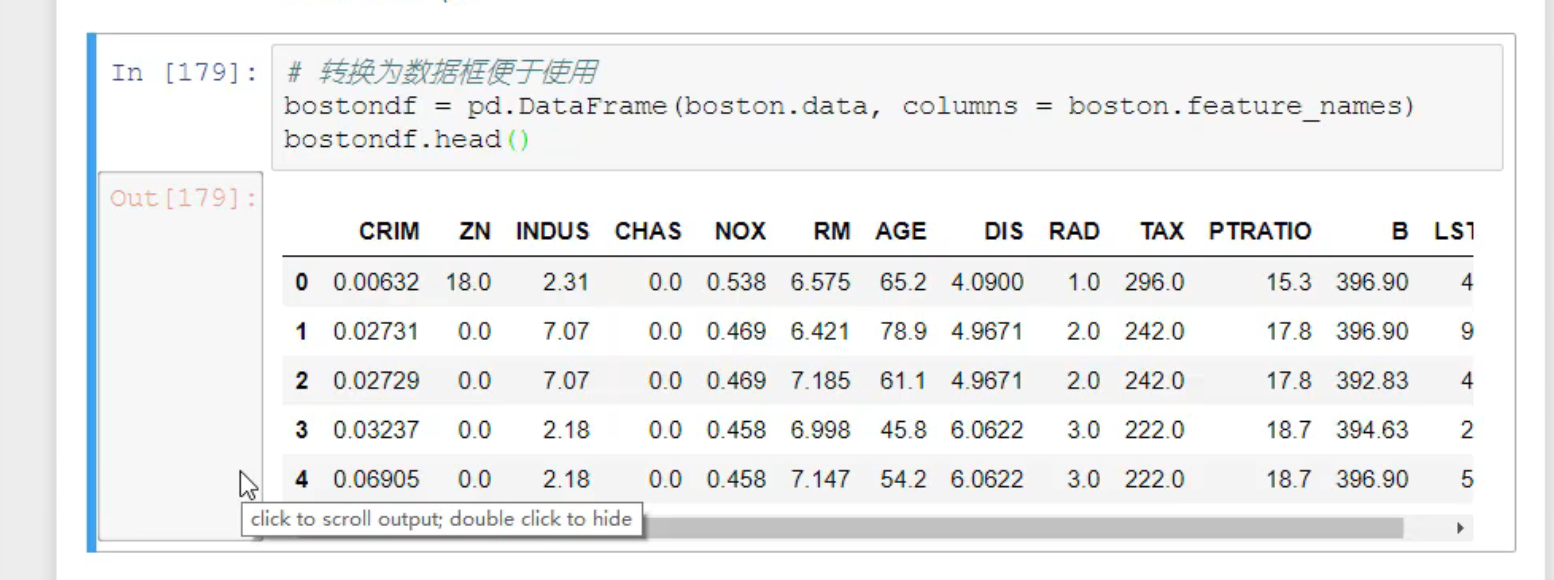 In [179]:
# 转换为数据框便于使用
bostondf = pd.DataFrame(boston.data, columns = boston.feature_names)
bostondf.head()
Out[179]:
CRIM ZN INDUS CHAS NOX RM AGE DIS RAD TAX PTRATIO B LST
0 0.00632 18.0 2.31 0.0 0.538 6.575 65.2 4.0900 1.0 296.0 15.3 396.90 4
1 0.02731 0.0 7.07 0.0 0.469 6.421 78.9 4.9671 2.0 242.0 17.8 396.90 9
2 0.02729 0.0 7.07 0.0 0.469 7.185 61.1 4.9671 2.0 242.0 17.8 392.83 4
3 0.03237 0.0 2.18 0.0 0.458 6.998 45.8 6.0622 3.0 222.0 18.7 394.63 2
4 0.06905 0.0 2.18 0.0 0.458 7.147 54.2 6.0622 3.0 222.0 18.7 396.90 5
click to scroll output; double click to hide